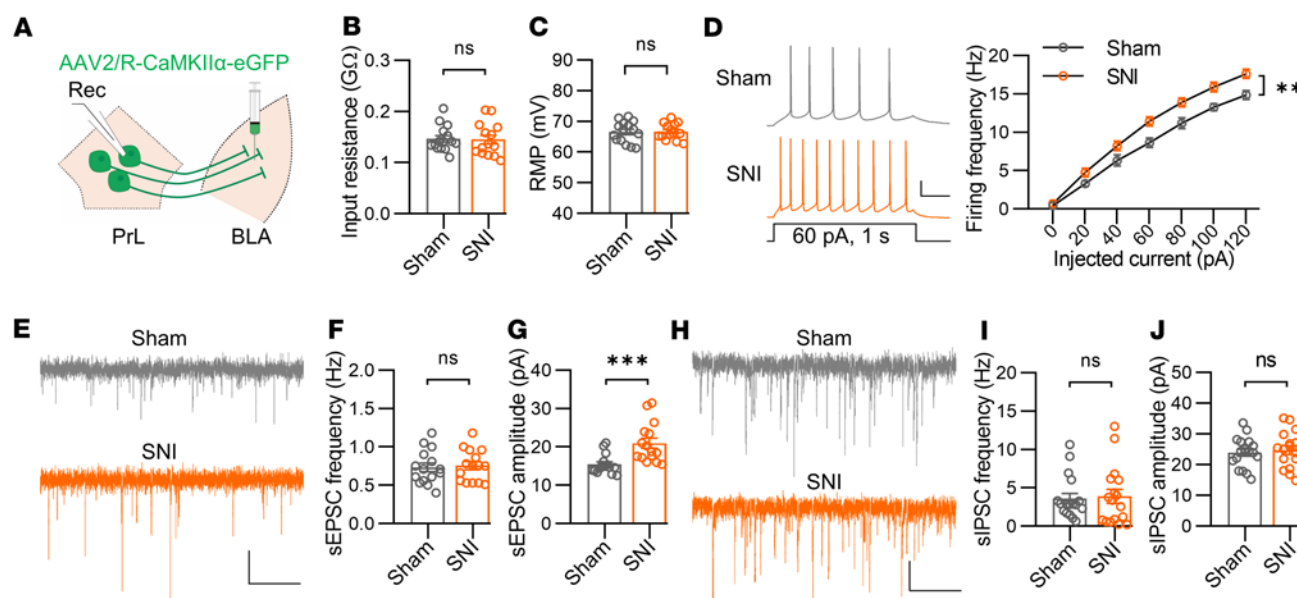 A
AAV2/R-CaMKIIα-eGFP
Rec
PrL
BLA
B
Input resistance (GΩ)
0.3
0.2
0.1
0.0
ns
Sham
SNI
C
RMP (mV)
100
90
80
70
60
50
40
ns
Sham
SNI
D
Sham
SNI
60 pA, 1 s
Firing frequency (Hz)
20
15
10
5
0
Sham
SNI
**
0
20
40
60
80
100
120
Injected current (pA)
E
Sham
SNI
F
sEPSC frequency (Hz)
2.0
1.5
1.0
0.5
0.0
ns
Sham
SNI
G
sEPSC amplitude (pA)
40
30
20
10
0
***
Sham
SNI
H
Sham
SNI
I
sIPSC frequency (Hz)
20
15
10
5
0
ns
Sham
SNI
J
sIPSC amplitude (pA)
50
40
30
20
10
0
ns
Sham
SNI